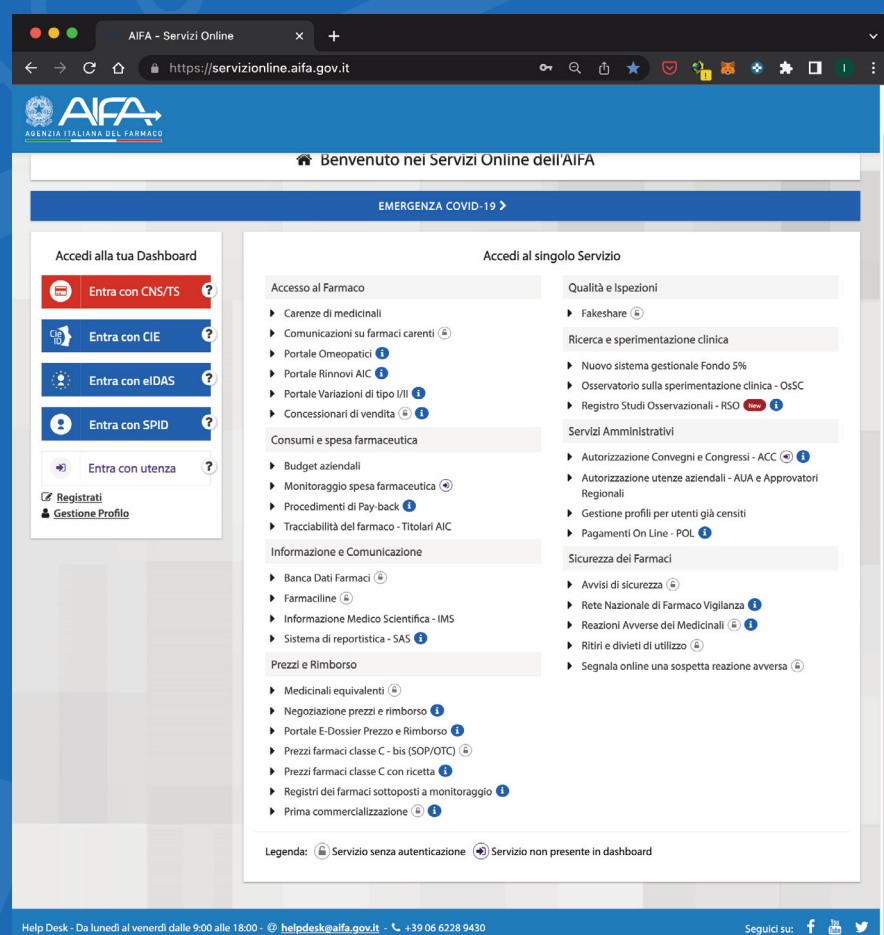 AIFA - Servizi Online
https://servizionline.aifa.gov.it
AIFA
AGENZIA ITALIANA DEL FARMACO
Benvenuto nei Servizi Online dell'AIFA
EMERGENZA COVID-19
Accedi alla tua Dashboard
Entra con CNS/TS ?
Entra con CIE ?
Entra con eIDAS ?
Entra con SPID ?
Entra con utenza ?
Registrati
Gestione Profilo
Accedi al singolo Servizio
Accesso al Farmaco
Carenze di medicinali
Comunicazioni su farmaci carenti
Portale Omeopatici
Portale Rinnovi AIC
Portale Variazioni di tipo I/II
Concessionari di vendita
Consumi e spesa farmaceutica
Budget aziendali
Monitoraggio spesa farmaceutica
Procedimenti di Pay-back
Tracciabilità del farmaco - Titolari AIC
Informazione e Comunicazione
Banca Dati Farmaci
Farmaciline
Informazione Medico Scientifica - IMS
Sistema di reportistica - SAS
Prezzi e Rimborso
Medicinali equivalenti
Negoziazione prezzi e rimborso
Portale E-Dossier Prezzo e Rimborso
Prezzi farmaci classe C - bis (SOP/OTC)
Prezzi farmaci classe C con ricetta
Registri dei farmaci sottoposti a monitoraggio
Prima commercializzazione
Qualità e Ispezioni
Fakeshare
Ricerca e sperimentazione clinica
Nuovo sistema gestionale Fondo 5%
Osservatorio sulla sperimentazione clinica - OsSC
Registro Studi Osservazionali - RSO New
Servizi Amministrativi
Autorizzazione Convegni e Congressi - ACC
Autorizzazione utenze aziendali - AUA e Approvatori
Regionali
Gestione profili per utenti già censiti
Pagamenti On Line - POL
Sicurezza dei Farmaci
Avvisi di sicurezza
Rete Nazionale di Farmaco Vigilanza
Reazioni Avverse dei Medicinali
Ritiri e divieti di utilizzo
Segnala online una sospetta reazione avversa
Legenda: Servizio senza autenticazione Servizio non presente in dashboard
Help Desk - Da lunedì al venerdì dalle 9:00 alle 18:00 - @ helpdesk@aifa.gov.it - +39 06 6228 9430
Seguici su: